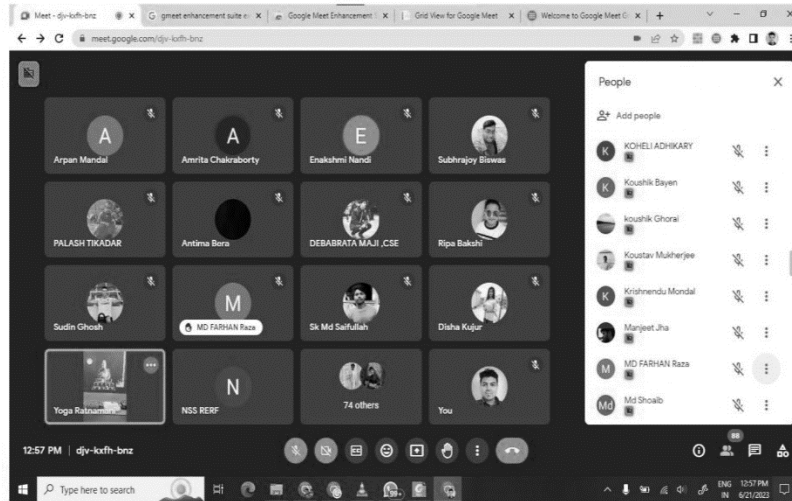 Meet - djv-kxfh-bnz
gmeet enhancement suite e
Google Meet Enhancement S
Grid View for Google Meet
Welcome to Google Meet G
meet.google.com/djv-kxfh-bnz
A
Arpan Mandal
A
Amrita Chakraborty
E
Enakshmi Nandi
Subhrajoy Biswas
PALASH TIKADAR
Antima Bera
DEBABRATA MAJI ,CSE
Ripa Bakshi
Sudin Ghosh
M
MD FARHAN Raza
Sk Md Saifullah
Disha Kujur
Yoga Ratnamani
N
NSS RERF
74 others
You
People
Add people
K
KOHELI ADHIKARY
K
Koushik Bayen
koushik Ghorai
Koustav Mukherjee
K
Krishnendu Mondal
Manjeet Jha
M
MD FARHAN Raza
Md
Md Shoaib
12:57 PM | djv-kxfh-bnz
88
Type here to search
99+
ENG
IN
12:57 PM
6/21/2023